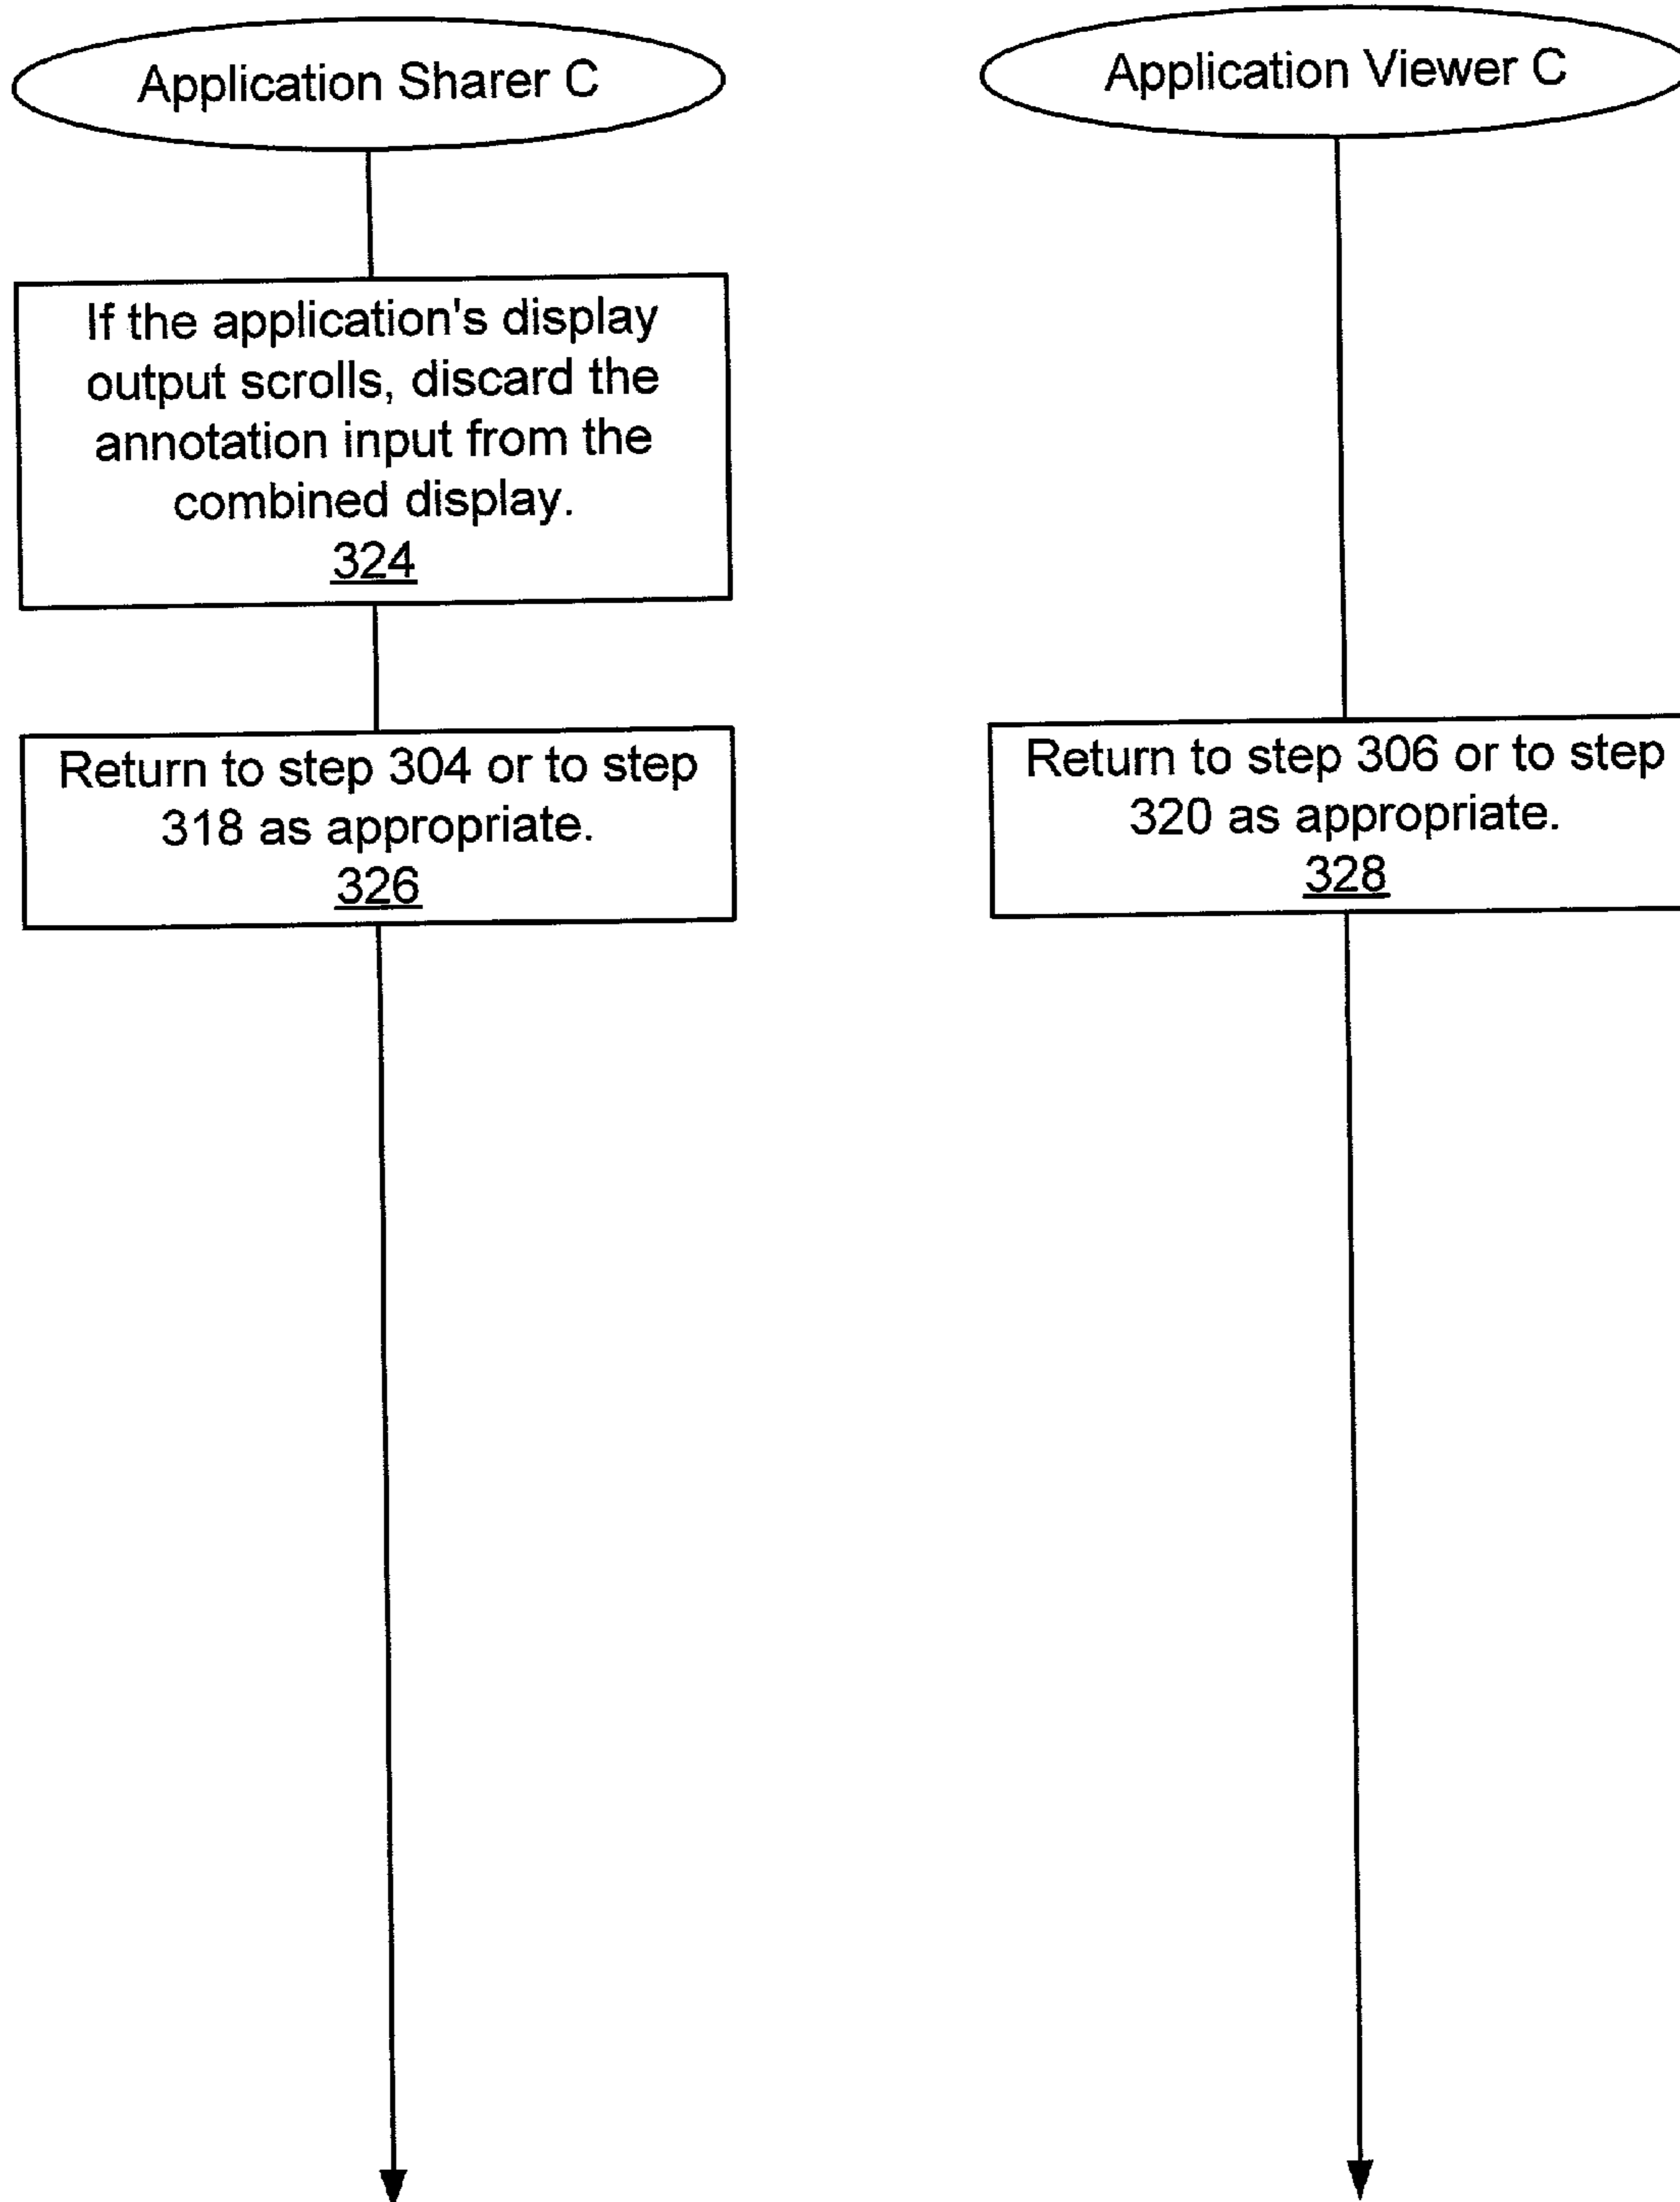 Application Sharer C
Application Viewer C
If the application's display
output scrolls, discard the
annotation input from the
combined display.
324
Return to step 304 or to step
318 as appropriate.
326
Return to step 306 or to step
320 as appropriate.
328